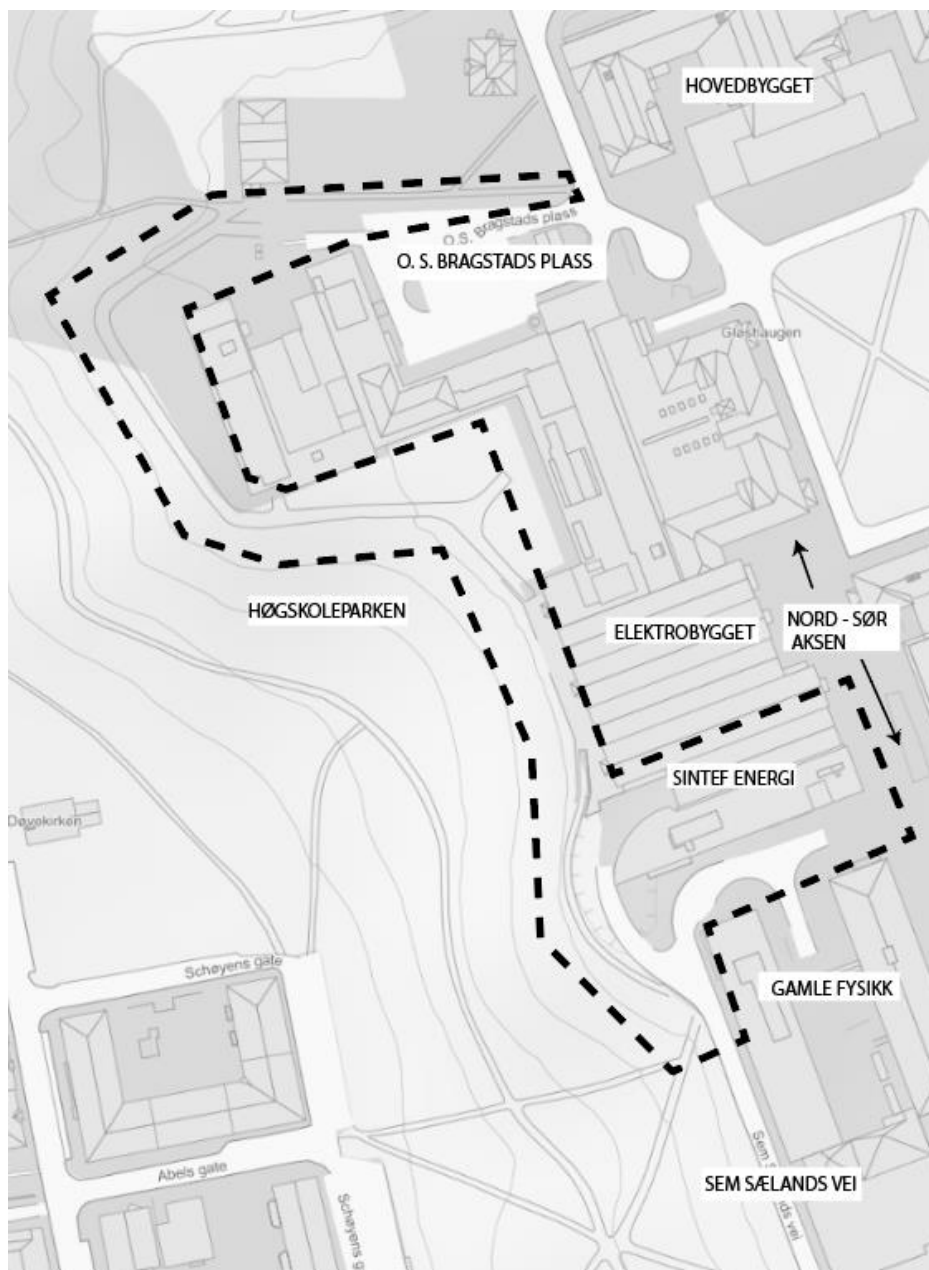 HOVEDBYGGET
O.S. Bragstads plass
O. S. BRAGSTADS PLASS
Gløshaugen
HØGSKOLEPARKEN
ELEKTROBYGGET
NORD - SØR
AKSEN
SINTEF ENERGI
Døvekirken
Schøyens gate
GAMLE FYSIKK
Abels gate
SEM SÆLANDS VEI